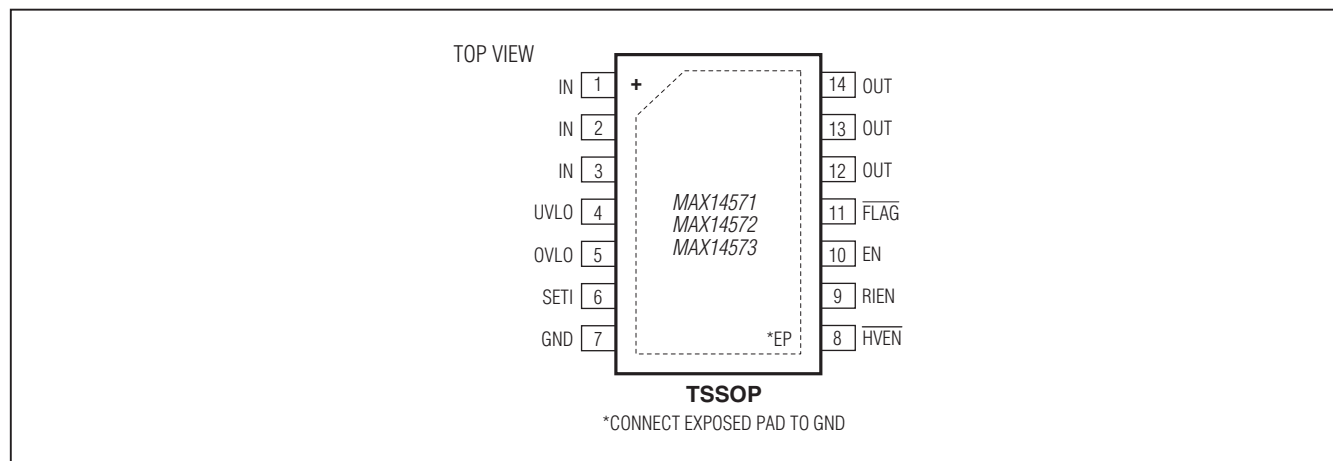 TOP VIEW
IN 1 + 14 OUT
IN 2 13 OUT
IN 3 12 OUT
UVLO 4 MAX14571 11 F̅L̅A̅G̅
MAX14572
OVLO 5 MAX14573 10 EN
SETI 6 9 RIEN
GND 7 *EP 8 H̅V̅E̅N̅
TSSOP
*CONNECT EXPOSED PAD TO GND